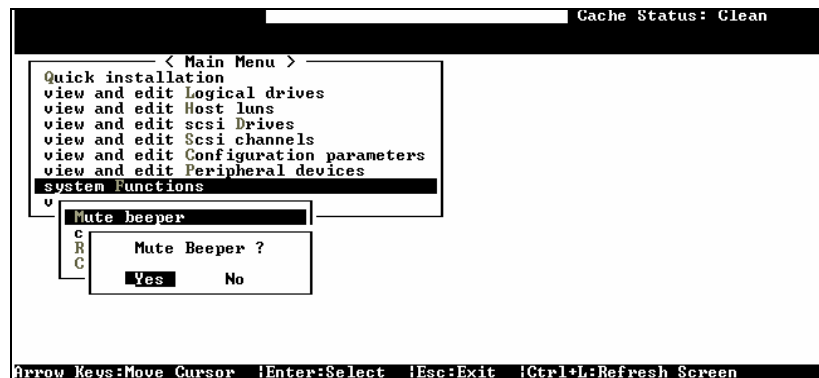 Cache Status: Clean
< Main Menu >
Quick installation
view and edit Logical drives
view and edit Host luns
view and edit scsi Drives
view and edit Scsi channels
view and edit Configuration parameters
view and edit Peripheral devices
system Functions
v
Mute beeper
c
R
C
Mute Beeper ?
Yes No
Arrow Keys:Move Cursor |Enter:Select |Esc:Exit |Ctrl+L:Refresh Screen